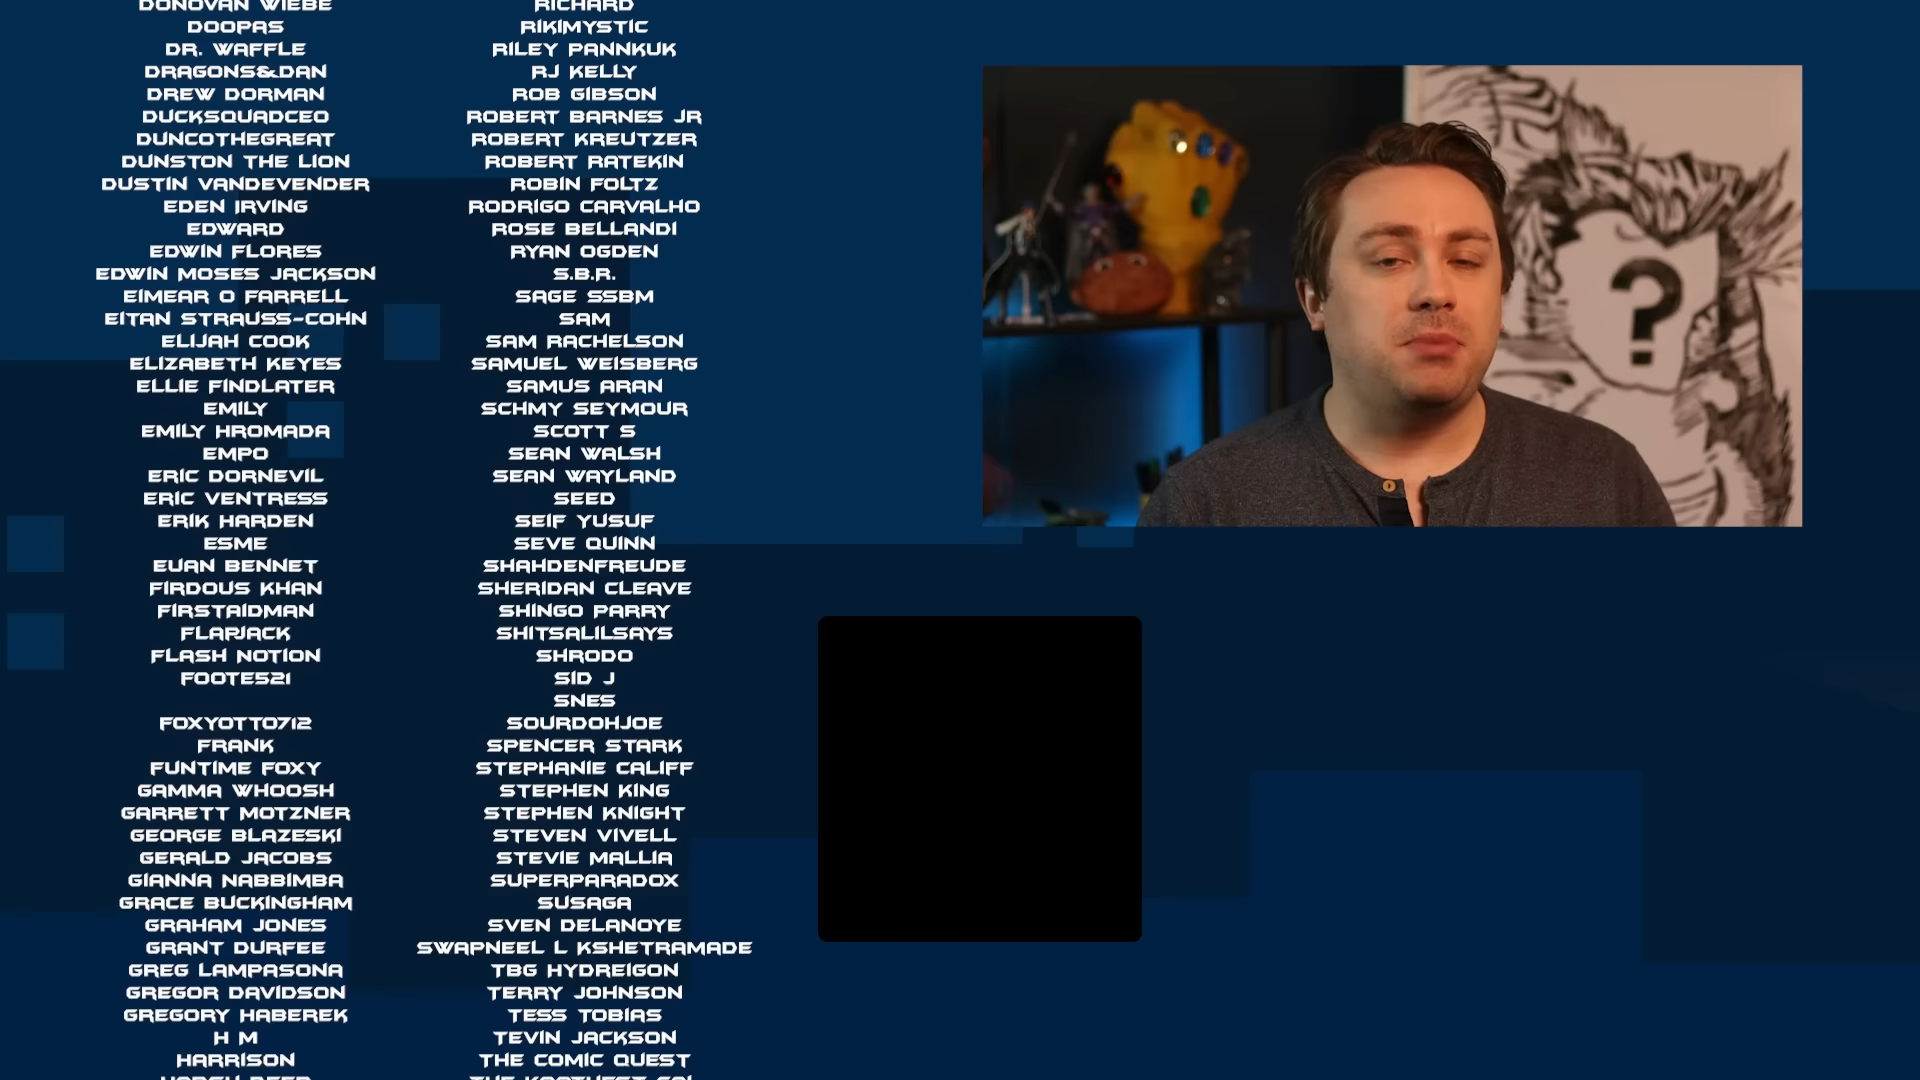 DONOVAN WIEBE
DOOPAS
DR. WAFFLE
DRAGONS&DAN
DREW DORMAN
DUCKSQUADCEO
DUNCOTHEGREAT
DUNSTON THE LION
DUSTIN VANDEVENDER
EDEN IRVING
EDWARD
EDWIN FLORES
EDWIN MOSES JACKSON
EIMEAR O FARRELL
EITAN STRAUSS-COHN
ELIJAH COOK
ELIZABETH KEYES
ELLIE FINDLATER
EMILY
EMILY HROMADA
EMPO
ERIC DORNEVIL
ERIC VENTRESS
ERIK HARDEN
ESME
EUAN BENNET
FIRDOUS KHAN
FIRSTAIDMAN
FLAPJACK
FLASH NOTION
FOOTE521
FOXYOTTO712
FRANK
FUNTIME FOXY
GAMMA WHOOSH
GARRETT MOTZNER
GEORGE BLAZESKI
GERALD JACOBS
GIANNA NABBIMBA
GRACE BUCKINGHAM
GRAHAM JONES
GRANT DURFEE
GREG LAMPASONA
GREGOR DAVIDSON
GREGORY HABEREK
H M
HARRISON
RICHARD
RIKIMYSTIC
RILEY PANNKUK
RJ KELLY
ROB GIBSON
ROBERT BARNES JR
ROBERT KREUTZER
ROBERT RATEKIN
ROBIN FOLTZ
RODRIGO CARVALHO
ROSE BELLANDI
RYAN OGDEN
S.B.R.
SAGE SSBM
SAM
SAM RACHELSON
SAMUEL WEISBERG
SAMUS ARAN
SCHMY SEYMOUR
SCOTT S
SEAN WALSH
SEAN WAYLAND
SEED
SEIF YUSUF
SEVE QUINN
SHAHDENFREUDE
SHERIDAN CLEAVE
SHINGO PARRY
SHITSALILSAYS
SHRODO
SID J
SNES
SOURDOHJOE
SPENCER STARK
STEPHANIE CALIFF
STEPHEN KING
STEPHEN KNIGHT
STEVEN VIVELL
STEVIE MALLIA
SUPERPARADOX
SUSAGA
SVEN DELANOYE
SWAPNEEL L KSHETRAMADE
TBG HYDREIGON
TERRY JOHNSON
TESS TOBIAS
TEVIN JACKSON
THE COMIC QUEST
?